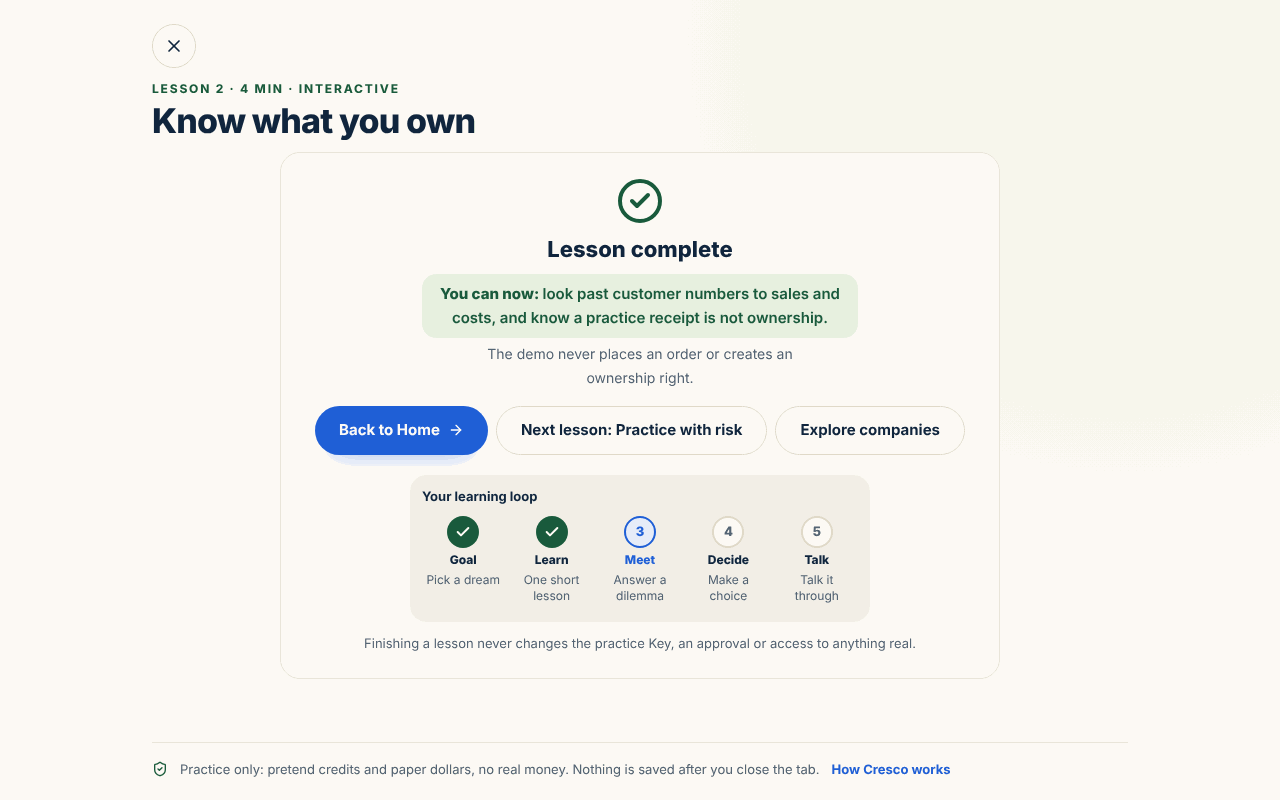 LESSON 2 · 4 MIN · INTERACTIVE
Know what you own
Lesson complete
You can now: look past customer numbers to sales and
costs, and know a practice receipt is not ownership.
The demo never places an order or creates an
ownership right.
Back to Home
Next lesson: Practice with risk
Explore companies
Your learning loop
3
4
5
Goal
Learn
Meet
Decide
Talk
Pick a dream
One short
lesson
Answer a
dilemma
Make a
choice
Talk it
through
Finishing a lesson never changes the practice Key, an approval or access to anything real.
Practice only: pretend credits and paper dollars, no real money. Nothing is saved after you close the tab. How Cresco works